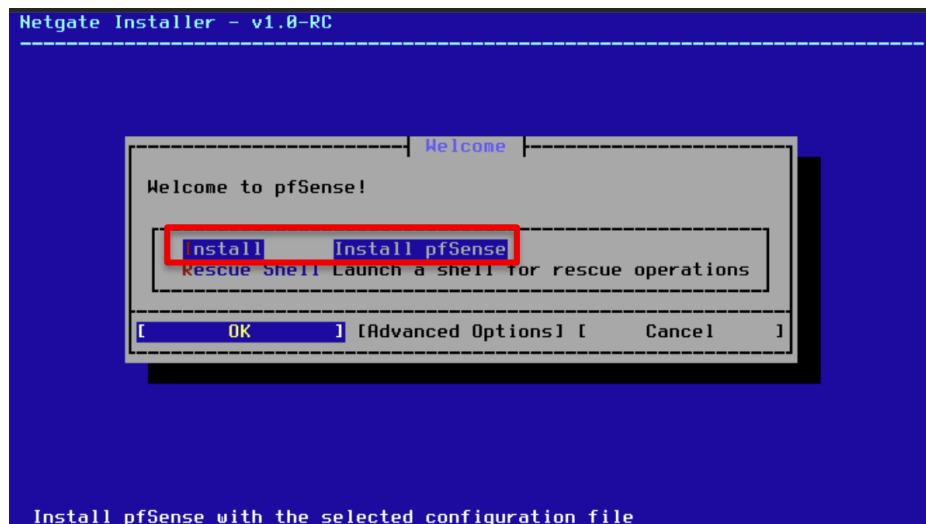 Netgate Installer - v1.0-RC
Welcome
Welcome to pfSense!
Install Install pfSense
Rescue Shell Launch a shell for rescue operations
[ OK ] [Advanced Options] [ Cancel ]
Install pfSense with the selected configuration file